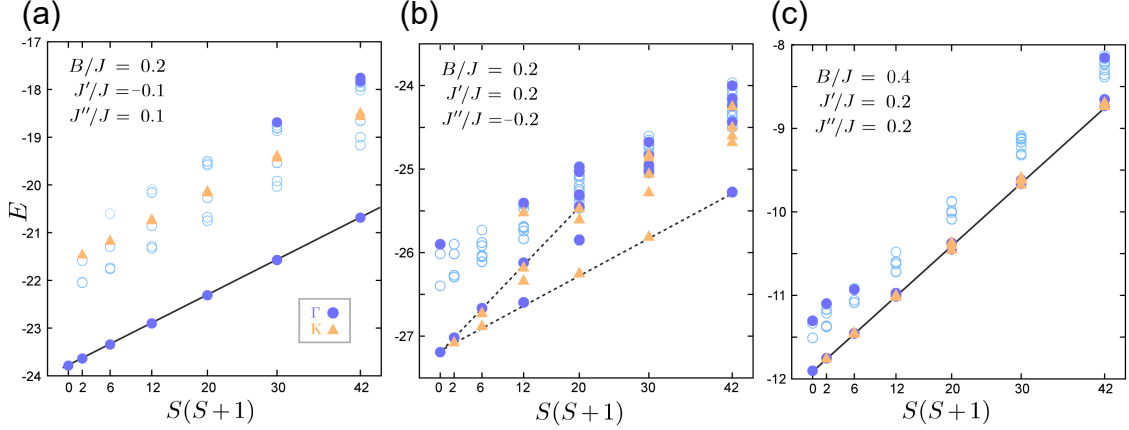 (a)
B/J = 0.2
J′/J =−0.1
J″/J = 0.1
E
-17
-18
-19
-20
-21
-22
-23
-24
0 2 6 12 20 30 42
S(S+1)
Γ
K
(b)
B/J = 0.2
J′/J = 0.2
J″/J =−0.2
-24
-25
-26
-27
0 2 6 12 20 30 42
S(S+1)
(c)
B/J = 0.4
J′/J = 0.2
J″/J = 0.2
-8
-9
-10
-11
-12
0 2 6 12 20 30 42
S(S+1)